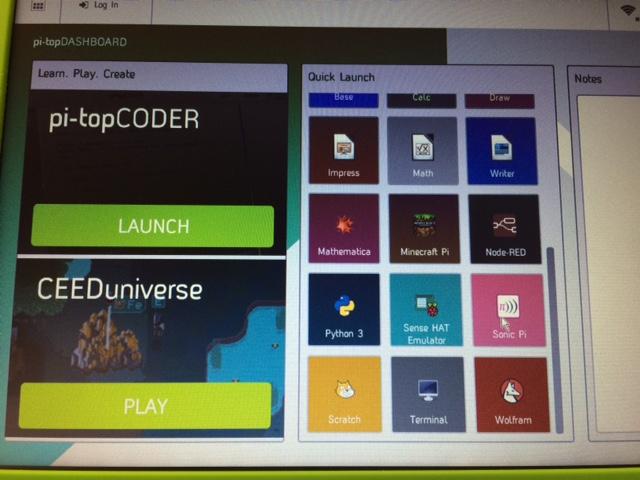 Log In
pi-topDASHBOARD
Learn. Play. Create
pi-topCODER
LAUNCH
CEEDuniverse
Fe
PLAY
Quick Launch
Base
Calc
Draw
Impress
Math
Writer
Mathematica
Minecraft Pi
Node-RED
Python 3
Sense HAT
Emulator
Sonic Pi
Scratch
Terminal
Wolfram
Notes